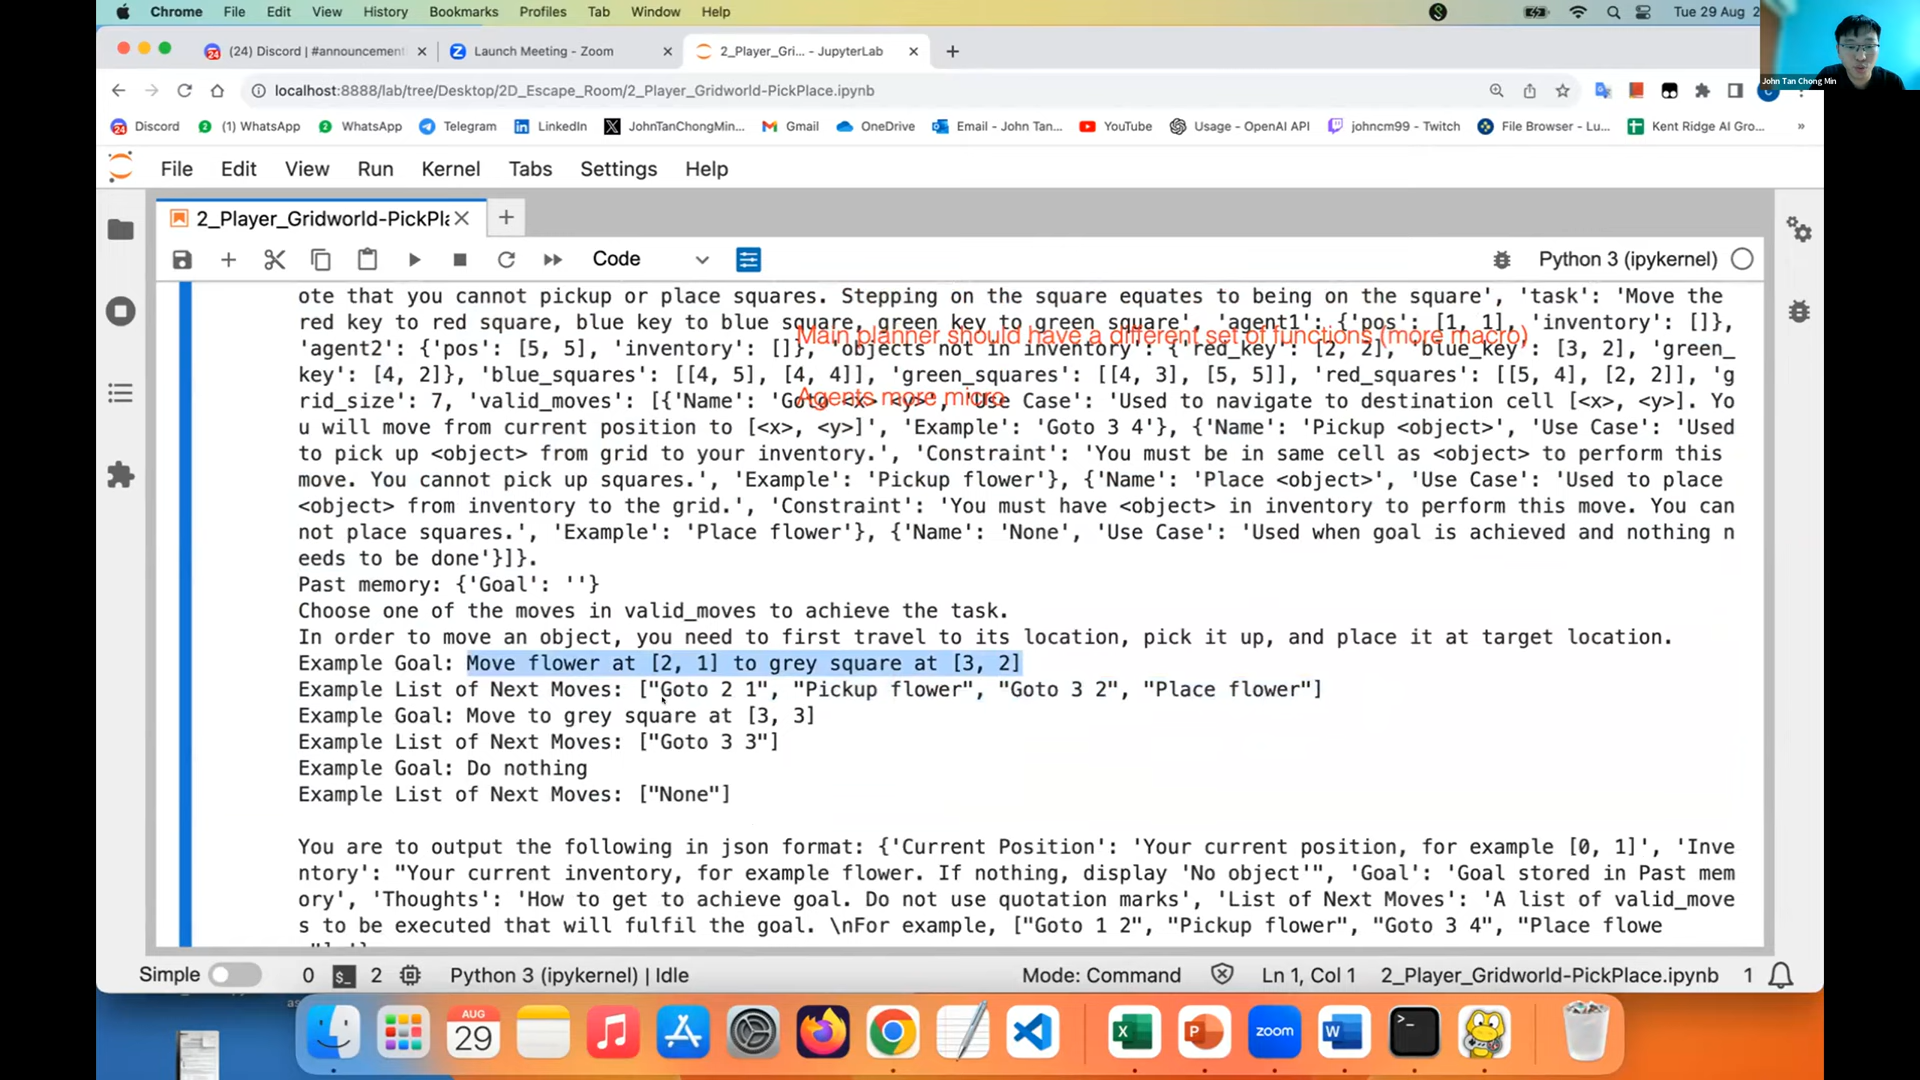 Chrome File Edit View History Bookmarks Profiles Tab Window Help Tue 29 Aug 2
(24) Discord | #announcement Launch Meeting - Zoom 2_Player_Gri... - JupyterLab
John Tan Chong Min
localhost:8888/lab/tree/Desktop/2D_Escape_Room/2_Player_Gridworld-PickPlace.ipynb
Discord (1) WhatsApp WhatsApp Telegram LinkedIn JohnTanChongMin... Gmail OneDrive Email - John Tan... YouTube Usage - OpenAI API johncm99 - Twitch File Browser - Lu... Kent Ridge AI Gro... »
File Edit View Run Kernel Tabs Settings Help
2_Player_Gridworld-PickPla
Code Python 3 (ipykernel)
ote that you cannot pickup or place squares. Stepping on the square equates to being on the square', 'task': 'Move the
red key to red square, blue key to blue square, green key to green square', 'agent1': {'pos': [1, 1], 'inventory': []},
Main planner should have a different set of functions (more macro)
'agent2': {'pos': [5, 5], 'inventory': []}, 'objects not in inventory': {'red_key': [2, 2], 'blue_key': [3, 2], 'green_
key': [4, 2]}, 'blue_squares': [[4, 5], [4, 4]], 'green_squares': [[4, 3], [5, 5]], 'red_squares': [[5, 4], [2, 2]], 'g
Agents more micro
rid_size': 7, 'valid_moves': [{'Name': 'Goto <x> <y>', 'Use Case': 'Used to navigate to destination cell [<x>, <y>]. Yo
u will move from current position to [<x>, <y>]', 'Example': 'Goto 3 4'}, {'Name': 'Pickup <object>', 'Use Case': 'Used
to pick up <object> from grid to your inventory.', 'Constraint': 'You must be in same cell as <object> to perform this
move. You cannot pick up squares.', 'Example': 'Pickup flower'}, {'Name': 'Place <object>', 'Use Case': 'Used to place
<object> from inventory to the grid.', 'Constraint': 'You must have <object> in inventory to perform this move. You can
not place squares.', 'Example': 'Place flower'}, {'Name': 'None', 'Use Case': 'Used when goal is achieved and nothing n
eeds to be done'}]}.
Past memory: {'Goal': ''}
Choose one of the moves in valid_moves to achieve the task.
In order to move an object, you need to first travel to its location, pick it up, and place it at target location.
Example Goal: Move flower at [2, 1] to grey square at [3, 2]
Example List of Next Moves: ["Goto 2 1", "Pickup flower", "Goto 3 2", "Place flower"]
Example Goal: Move to grey square at [3, 3]
Example List of Next Moves: ["Goto 3 3"]
Example Goal: Do nothing
Example List of Next Moves: ["None"]
You are to output the following in json format: {'Current Position': 'Your current position, for example [0, 1]', 'Inve
ntory': "Your current inventory, for example flower. If nothing, display 'No object'", 'Goal': 'Goal stored in Past mem
ory', 'Thoughts': 'How to get to achieve goal. Do not use quotation marks', 'List of Next Moves': 'A list of valid_move
s to be executed that will fulfil the goal. \nFor example, ["Goto 1 2", "Pickup flower", "Goto 3 4", "Place flowe
Simple 0 2 Python 3 (ipykernel) | Idle Mode: Command Ln 1, Col 1 2_Player_Gridworld-PickPlace.ipynb 1
AUG
29
zoom